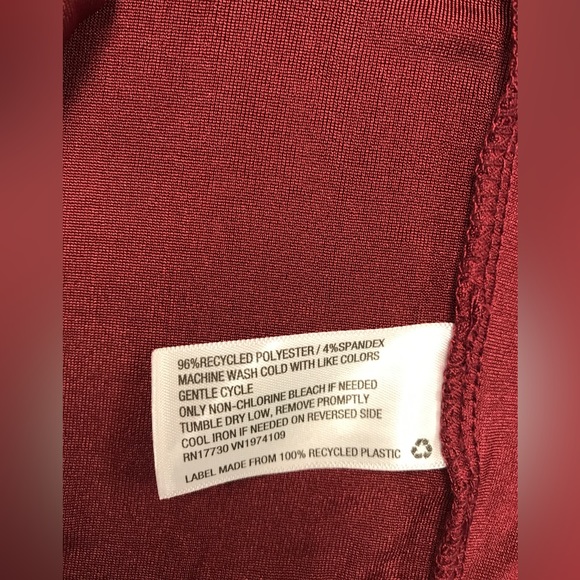 96%RECYCLED POLYESTER / 4%SPANDEX
MACHINE WASH COLD WITH LIKE COLORS
GENTLE CYCLE
ONLY NON-CHLORINE BLEACH IF NEEDED
TUMBLE DRY LOW, REMOVE PROMPTLY
COOL IRON IF NEEDED ON REVERSED SIDE
RN17730 VN1974109
LABEL MADE FROM 100% RECYCLED PLASTIC